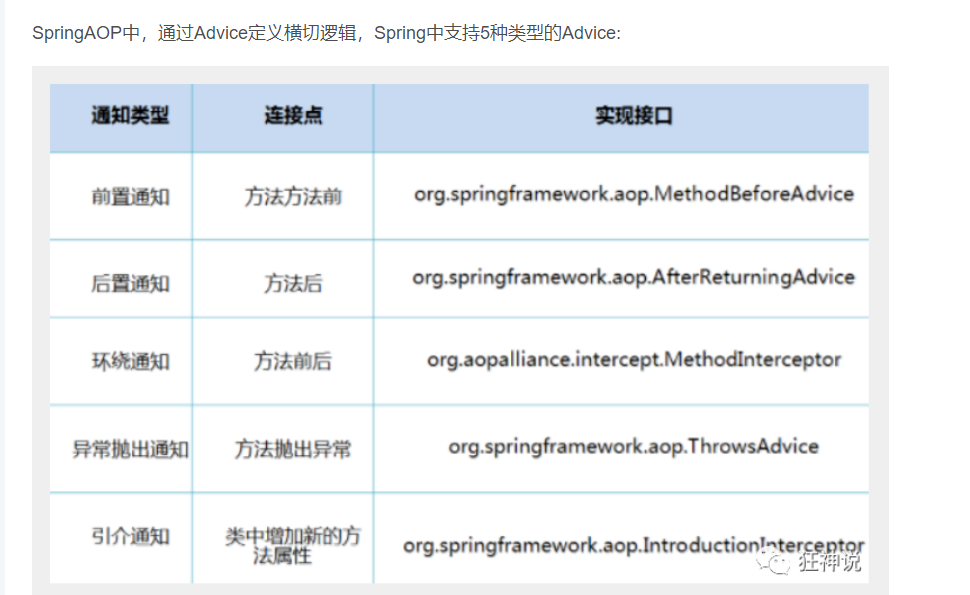 SpringAOP中，通过Advice定义横切逻辑，Spring中支持5种类型的Advice:
通知类型 连接点 实现接口
前置通知 方法方法前 org.springframework.aop.MethodBeforeAdvice
后置通知 方法后 org.springframework.aop.AfterReturningAdvice
环绕通知 方法前后 org.aopalliance.intercept.MethodInterceptor
异常抛出通知 方法抛出异常 org.springframework.aop.ThrowsAdvice
引介通知 类中增加新的方
法属性 org.springframework.aop.IntroductionInterceptor
狂神说